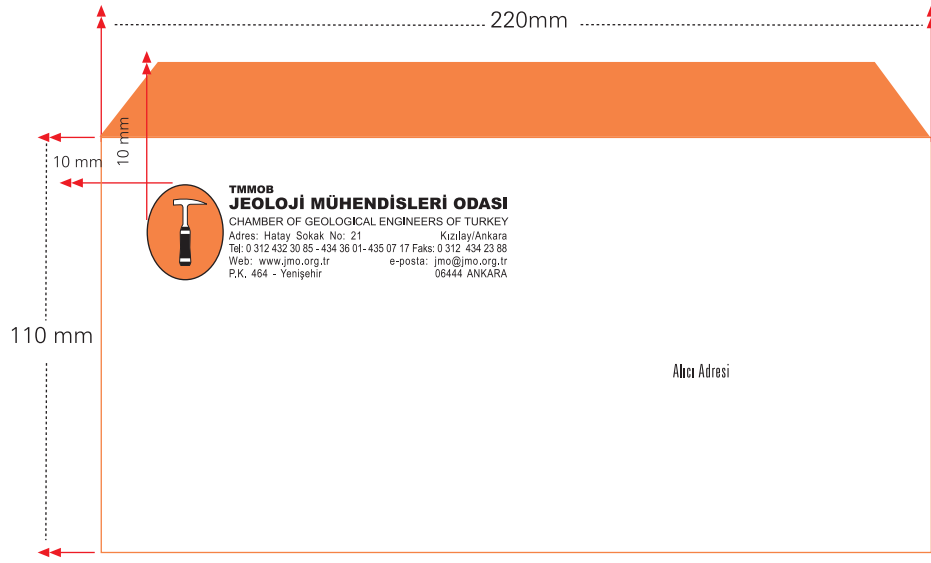 220mm
10 mm
10 mm
TMMOB
JEOLOJİ MÜHENDİSLERİ ODASI
CHAMBER OF GEOLOGICAL ENGINEERS OF TURKEY
Adres: Hatay Sokak No: 21 Kızılay/Ankara
Tel: 0 312 432 30 85 - 434 36 01- 435 07 17 Faks: 0 312 434 23 88
Web: www.jmo.org.tr e-posta: jmo@jmo.org.tr
P.K. 464 - Yenişehir 06444 ANKARA
110 mm
Alıcı Adresi